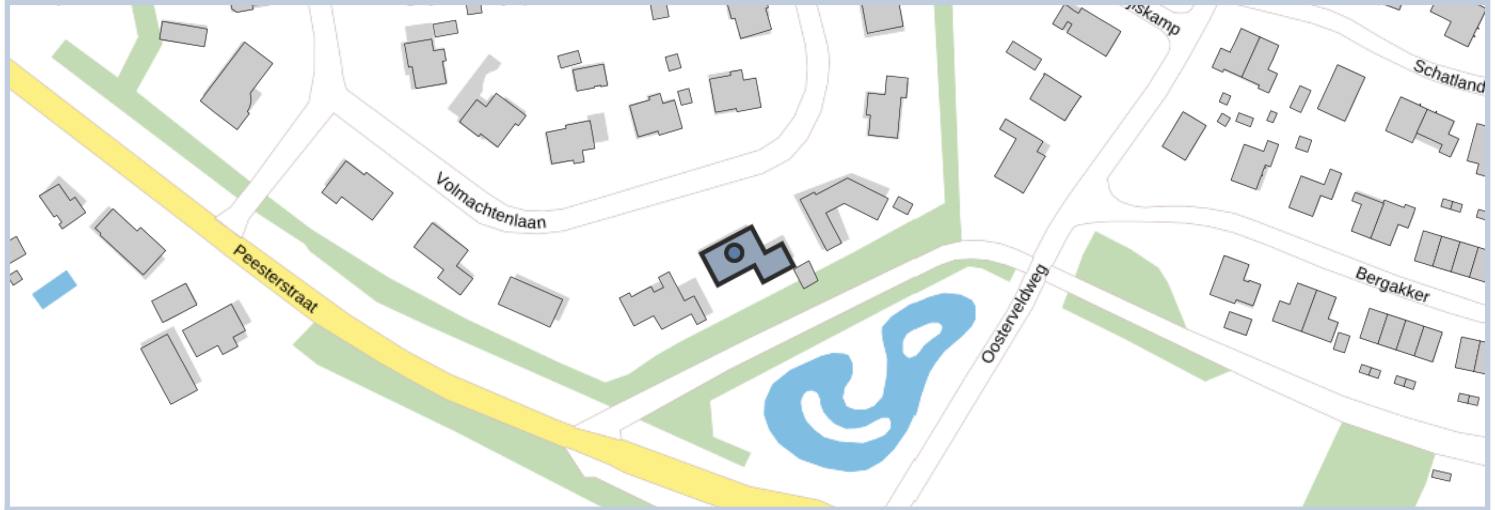 Schatland
Volmachtenlaan
Peesterstraat
Oosterveldweg
Bergakker